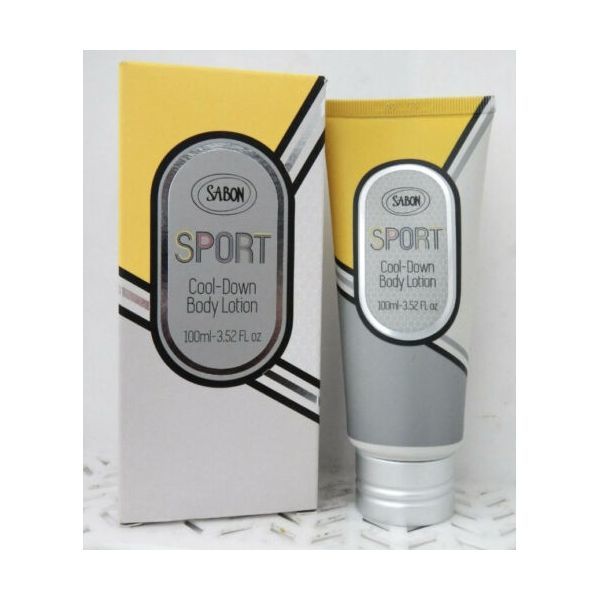 SABON
SPORT
Cool-Down
Body Lotion
100ml-3.52 FL oz
SABON
SPORT
Cool-Down
Body Lotion
100ml-3.52 FL oz